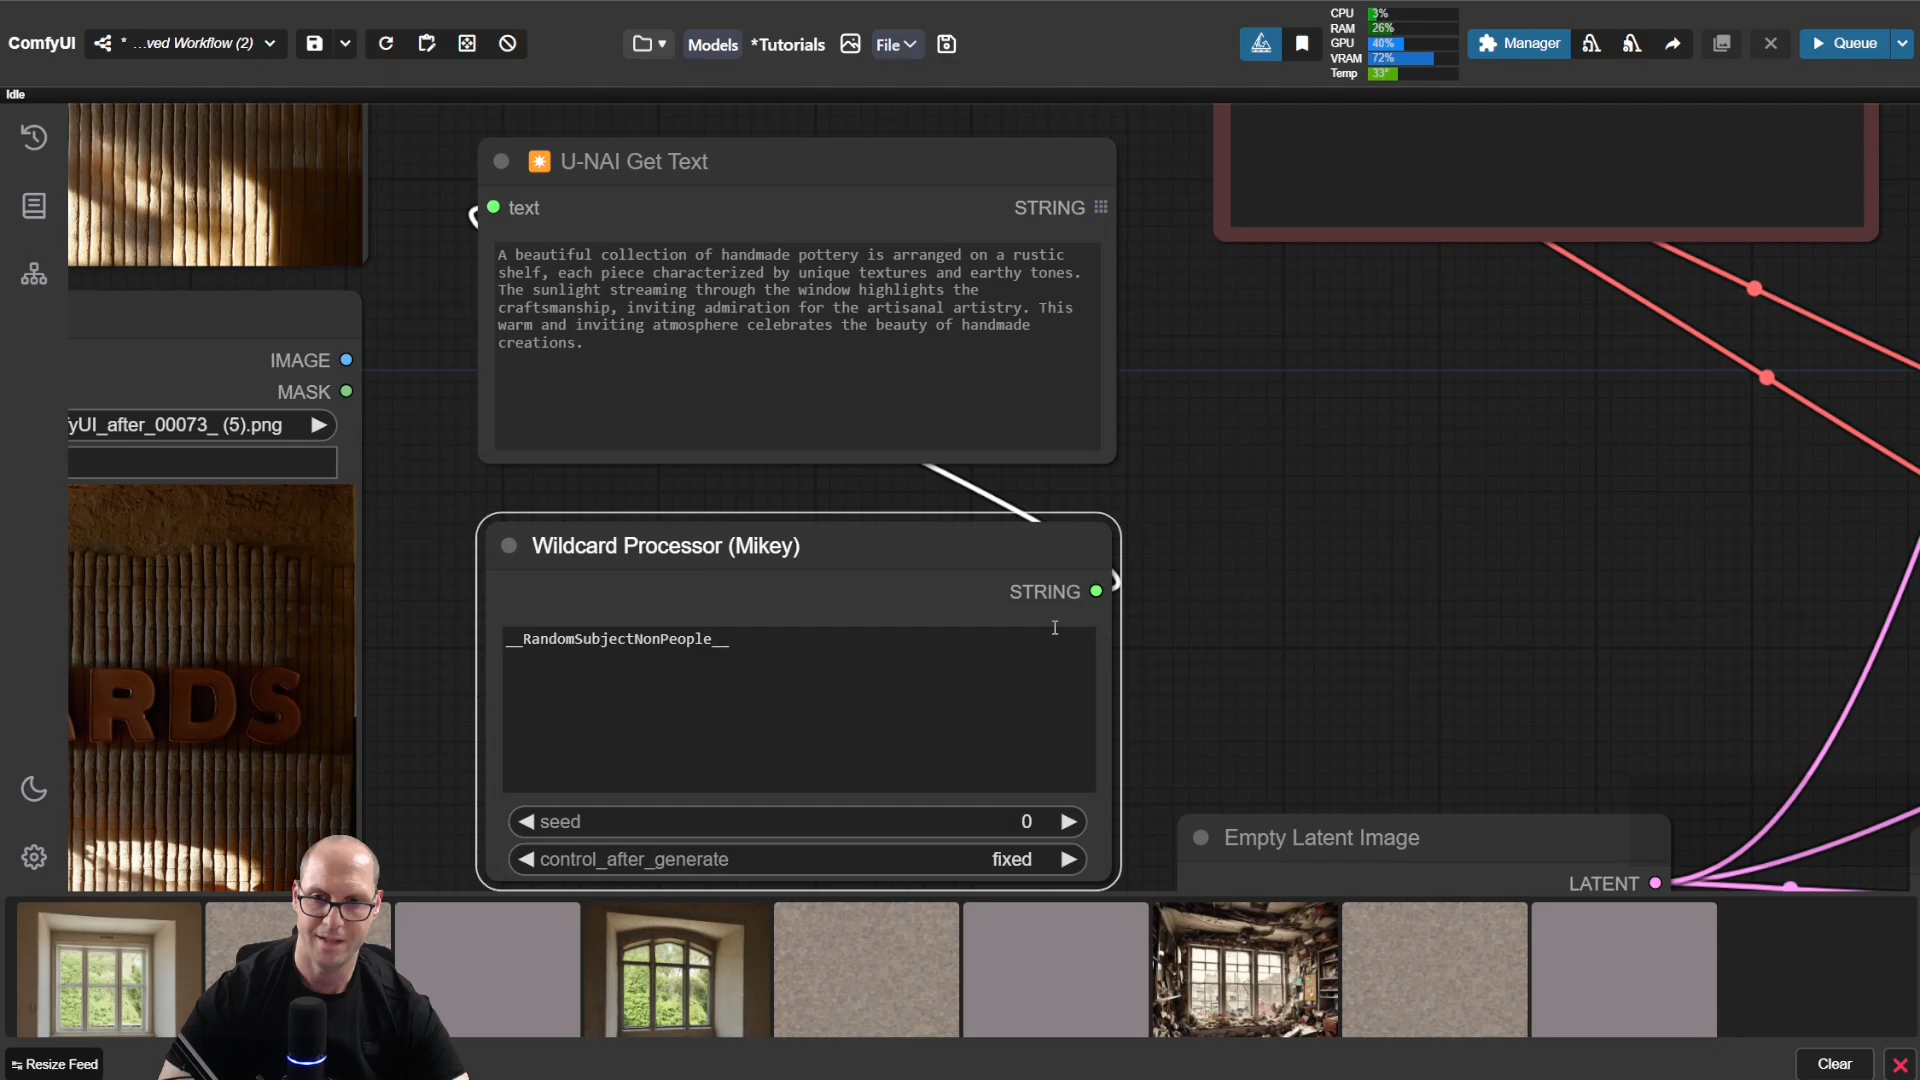 ComfyUI
* ...ved Workflow (2)
Models
*Tutorials
File
CPU 3%
RAM 26%
GPU 40%
VRAM 72%
Temp 33°
Manager
Queue
Idle
U-NAI Get Text
text
STRING
A beautiful collection of handmade pottery is arranged on a rustic
shelf, each piece characterized by unique textures and earthy tones.
The sunlight streaming through the window highlights the
craftsmanship, inviting admiration for the artisanal artistry. This
warm and inviting atmosphere celebrates the beauty of handmade
creations.
IMAGE
MASK
fyUI_after_00073_ (5).png
Wildcard Processor (Mikey)
STRING
__RandomSubjectNonPeople__
seed 0
control_after_generate fixed
ARDS
Empty Latent Image
LATENT
Resize Feed
Clear